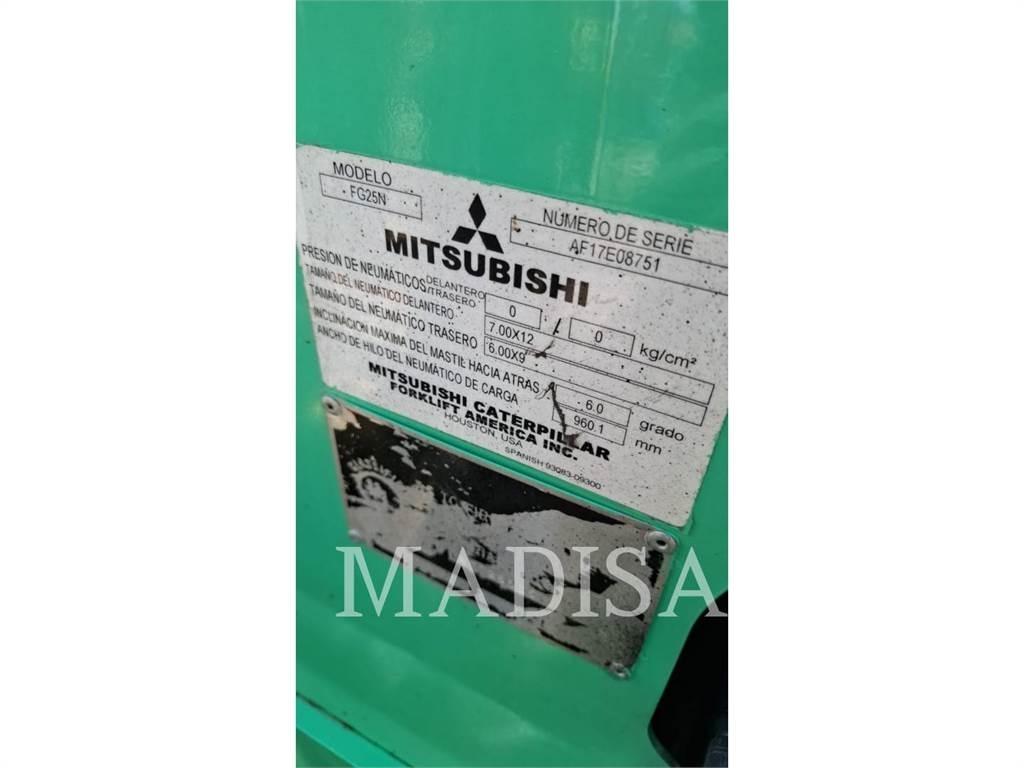 MODELO
FG25N
NÚMERO DE SERIE
AF17E08751
MITSUBISHI
PRESION DE NEUMÁTICOS DELANTERO/TRASERO 0 / 0 kg/cm²
TAMAÑO DEL NEUMÁTICO DELANTERO 7.00X12
TAMAÑO DEL NEUMÁTICO TRASERO 6.00X9
INCLINACION MAXIMA DEL MASTIL HACIA ATRAS 6.0 grado
ANCHO DE HILO DEL NEUMÁTICO DE CARGA 960.1 mm
MITSUBISHI CATERPILLAR
FORKLIFT AMERICA INC.
HOUSTON, USA
SPANISH 93G83-09300
MADISA